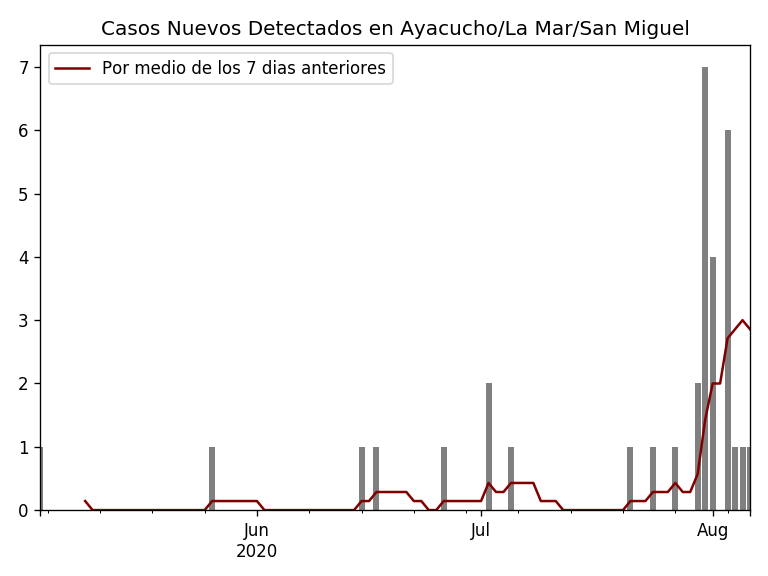 Casos Nuevos Detectados en Ayacucho/La Mar/San Miguel
Por medio de los 7 dias anteriores
7
6
5
4
3
2
1
0
Jun
2020
Jul
Aug